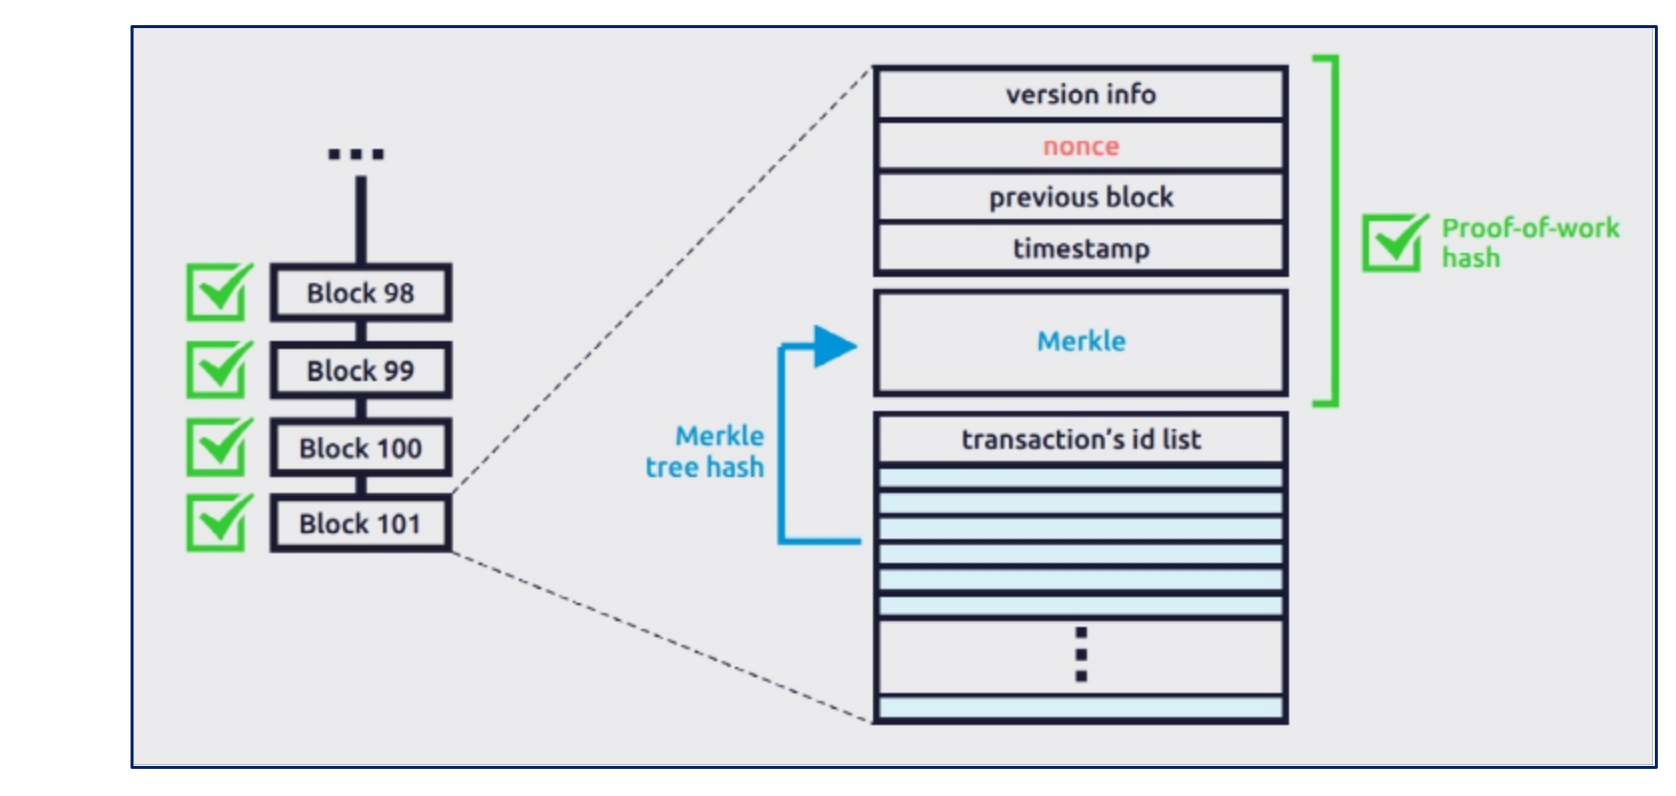 Block 98
Block 99
Block 100
Block 101
version info
nonce
previous block
timestamp
Merkle
transaction's id list
Merkle
tree hash
Proof-of-work
hash